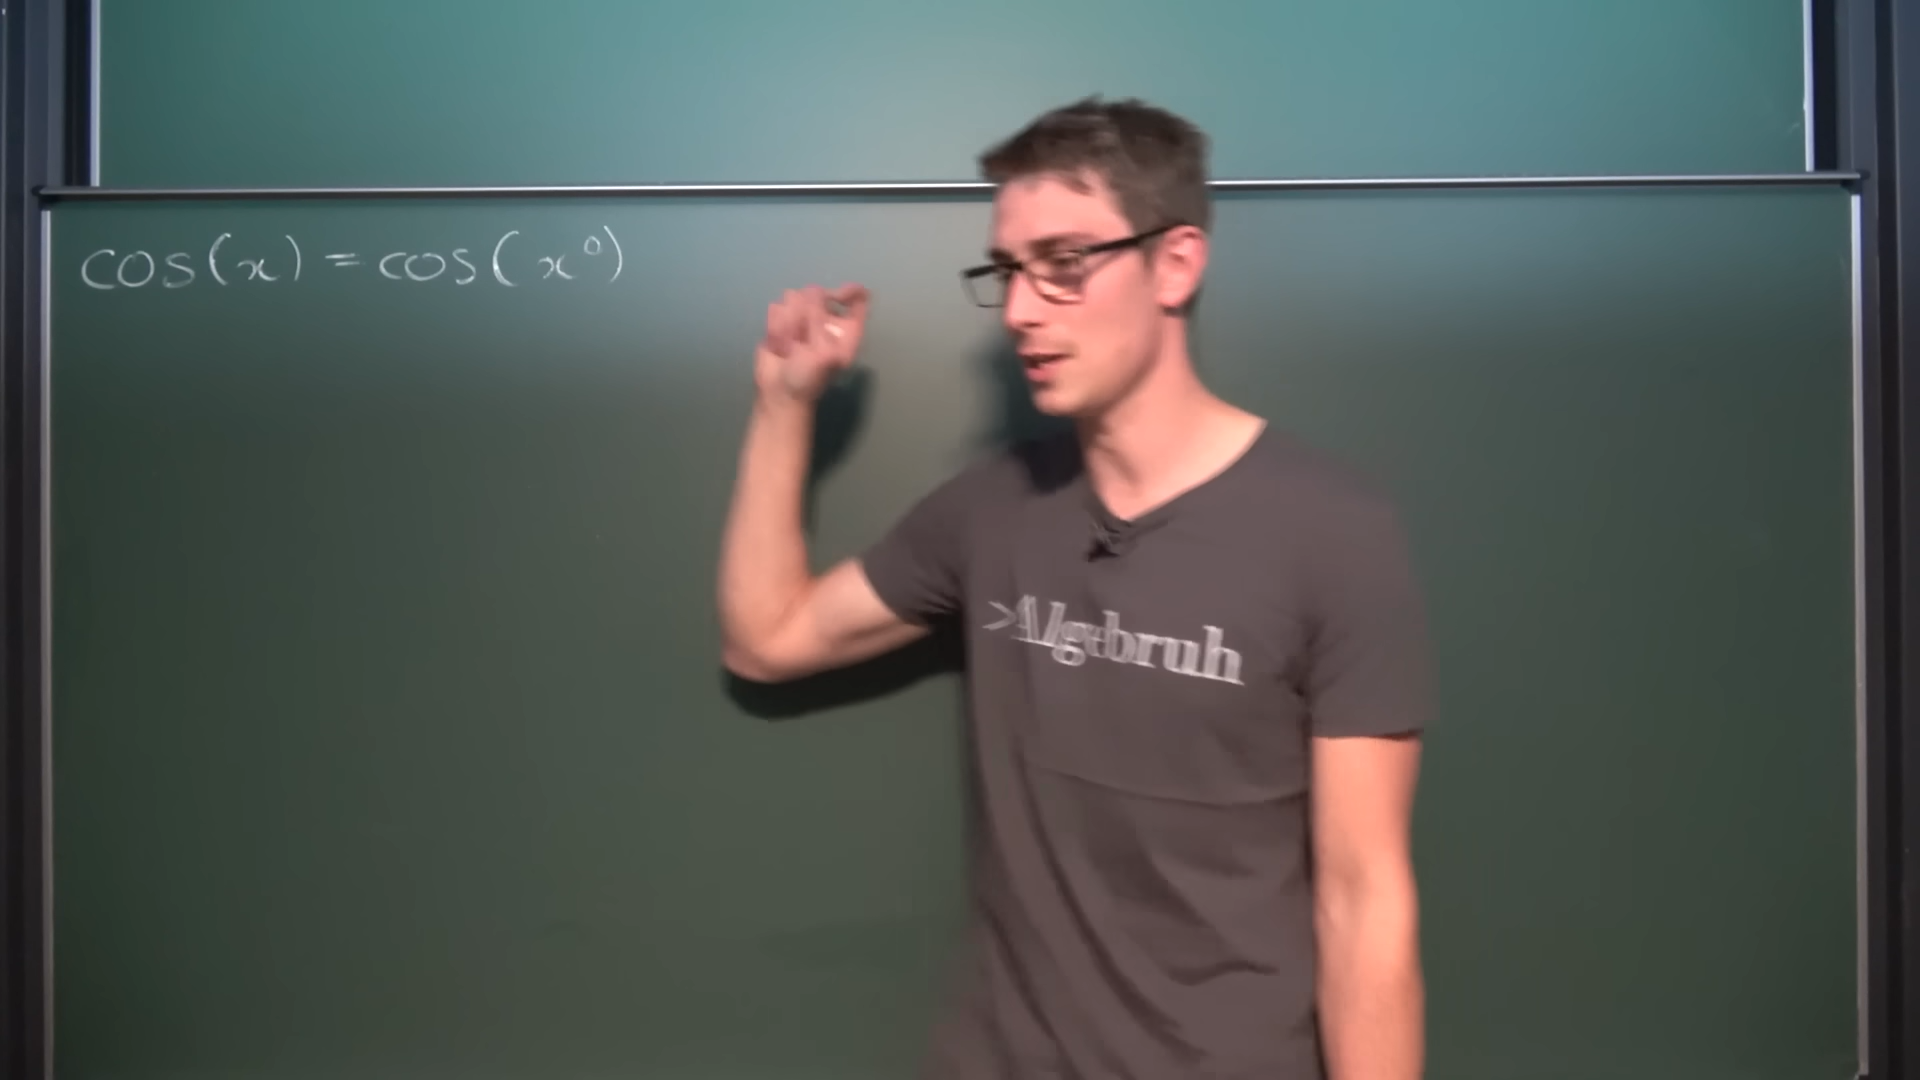 cos(x) = cos(x°)
>Algebruh